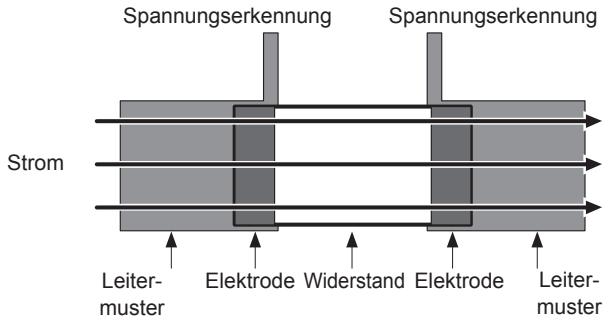 Spannungserkennung Spannungserkennung
Strom
Leiter- Elektrode Widerstand Elektrode Leiter-
muster muster